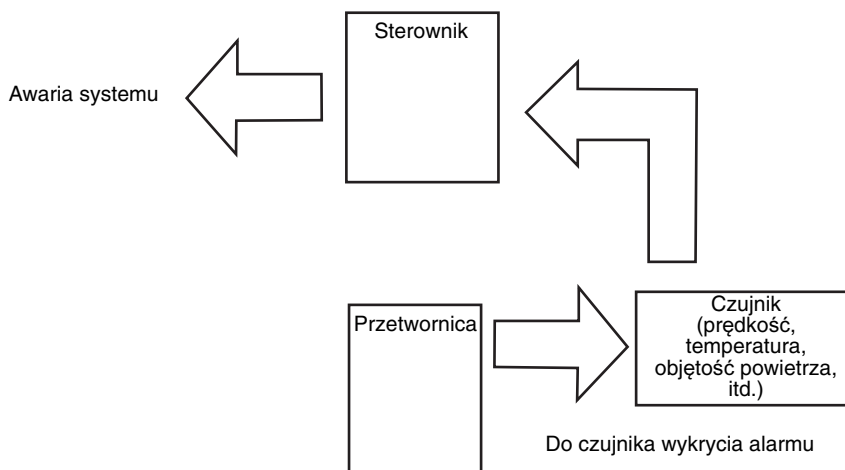 Sterownik
Awaria systemu
Przetwornica
Czujnik
(prędkość,
temperatura,
objętość powietrza,
itd.)
Do czujnika wykrycia alarmu